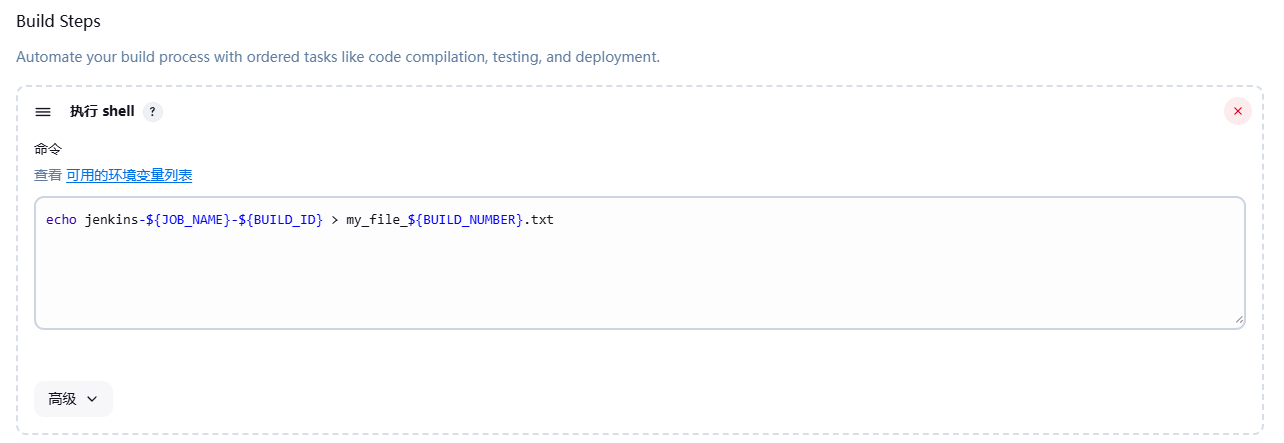 Build Steps
Automate your build process with ordered tasks like code compilation, testing, and deployment.
执行 shell ?
命令
查看 可用的环境变量列表
echo jenkins-${JOB_NAME}-${BUILD_ID} > my_file_${BUILD_NUMBER}.txt
高级